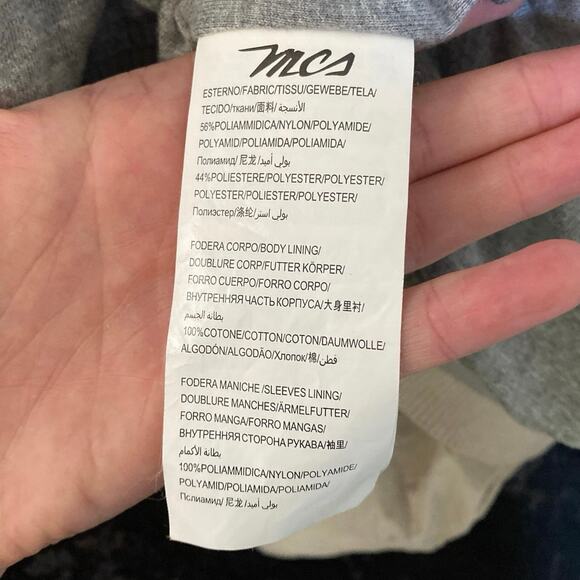 mcs
ESTERNO/FABRIC/TISSU/GEWEBE/TELA/
TECIDO/ткани/面料/الأنسجة/
56%POLIAMMIDICA/NYLON/POLYAMIDE/
POLYAMID/POLIAMIDA/POLIAMIDA/
Полиамид/尼龙/بولي أميد/
44%POLIESTERE/POLYESTER/POLYESTER/
POLYESTER/POLIESTER/POLYESTER/
Полиэстер/涤纶/بولي استر/
FODERA CORPO/BODY LINING/
DOUBLURE CORP/FUTTER KÖRPER/
FORRO CUERPO/FORRO CORPO/
ВНУТРЕННЯЯ ЧАСТЬ КОРПУСА/大身里衬/
بطانة الجسم
100%COTONE/COTTON/COTON/DAUMWOLLE/
ALGODÓN/ALGODÃO/Хлопок/棉/قطن/
FODERA MANICHE /SLEEVES LINING/
DOUBLURE MANCHES/ÄRMELFUTTER/
FORRO MANGA/FORRO MANGAS/
ВНУТРЕННЯЯ СТОРОНА РУКАВА/袖里/
بطانة الأكمام
100%POLIAMMIDICA/NYLON/POLYAMIDE/
POLYAMID/POLIAMIDA/POLIAMIDA/
Полиамид/尼龙/بولي أميد/